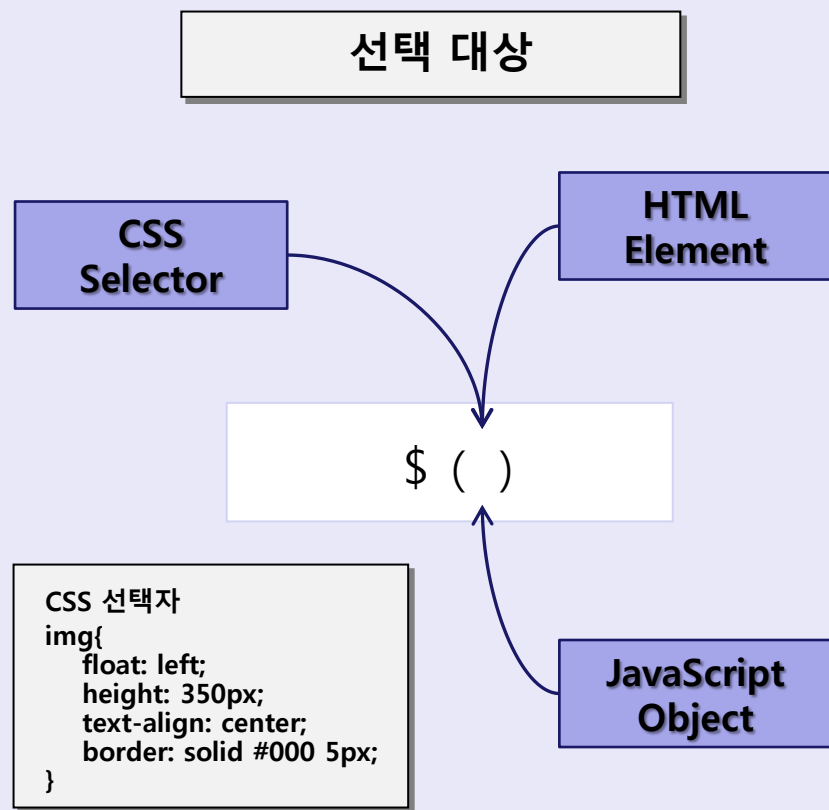 선택 대상
CSS
Selector
HTML
Element
$ ( )
CSS 선택자
img{
float: left;
height: 350px;
text-align: center;
border: solid #000 5px;
}
JavaScript
Object